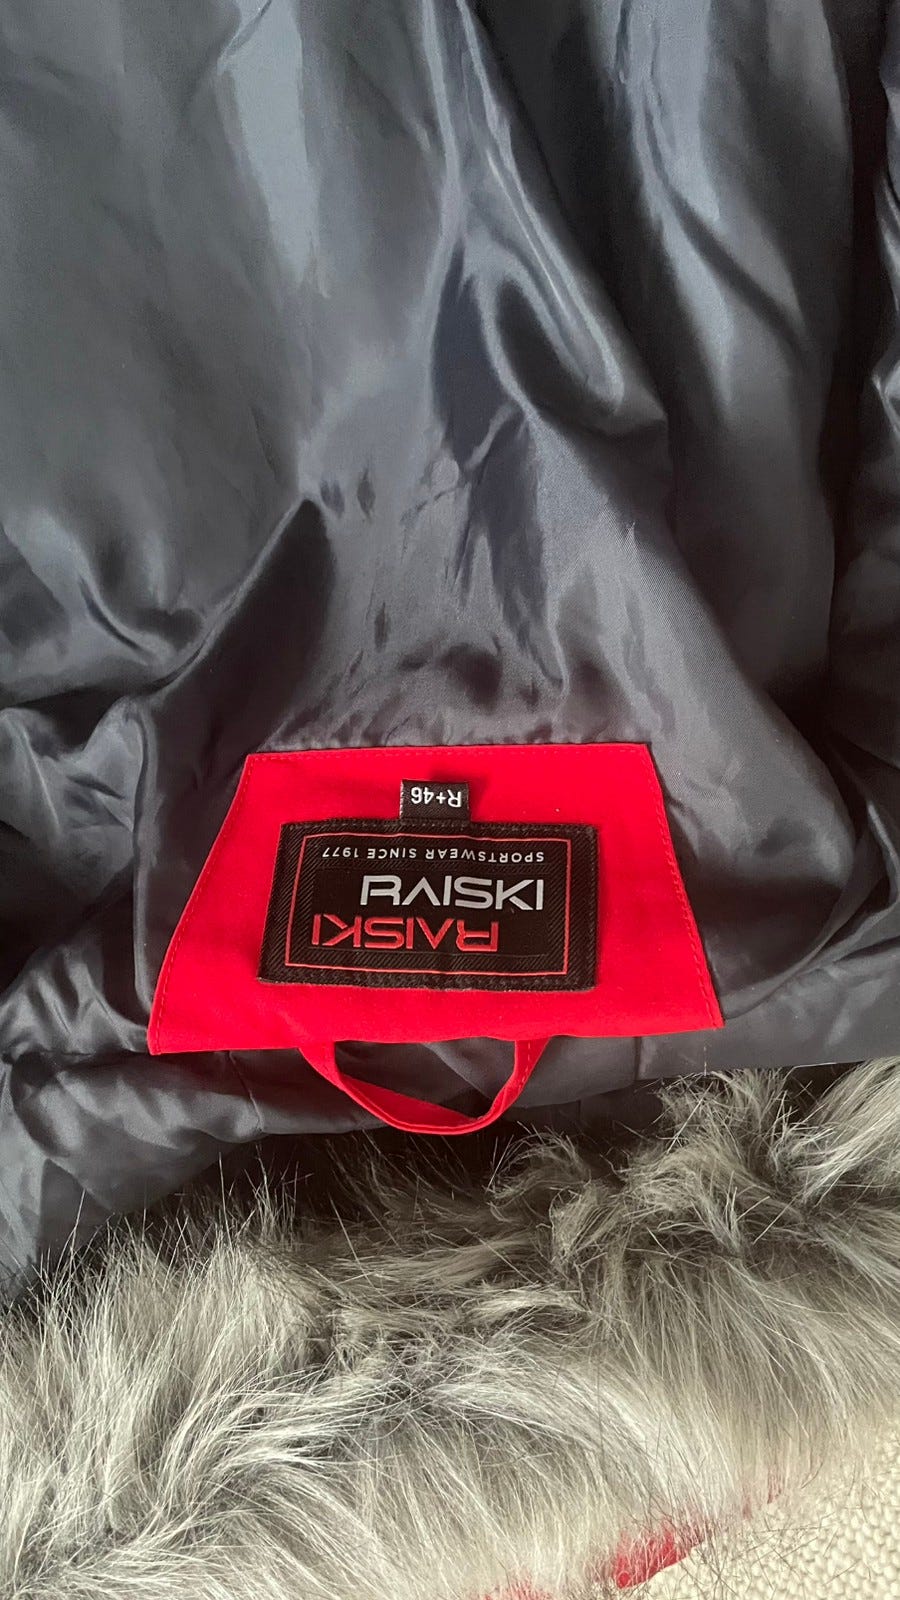 RAISKI
RAISKI
SPORTSWEAR SINCE 1977
R+46